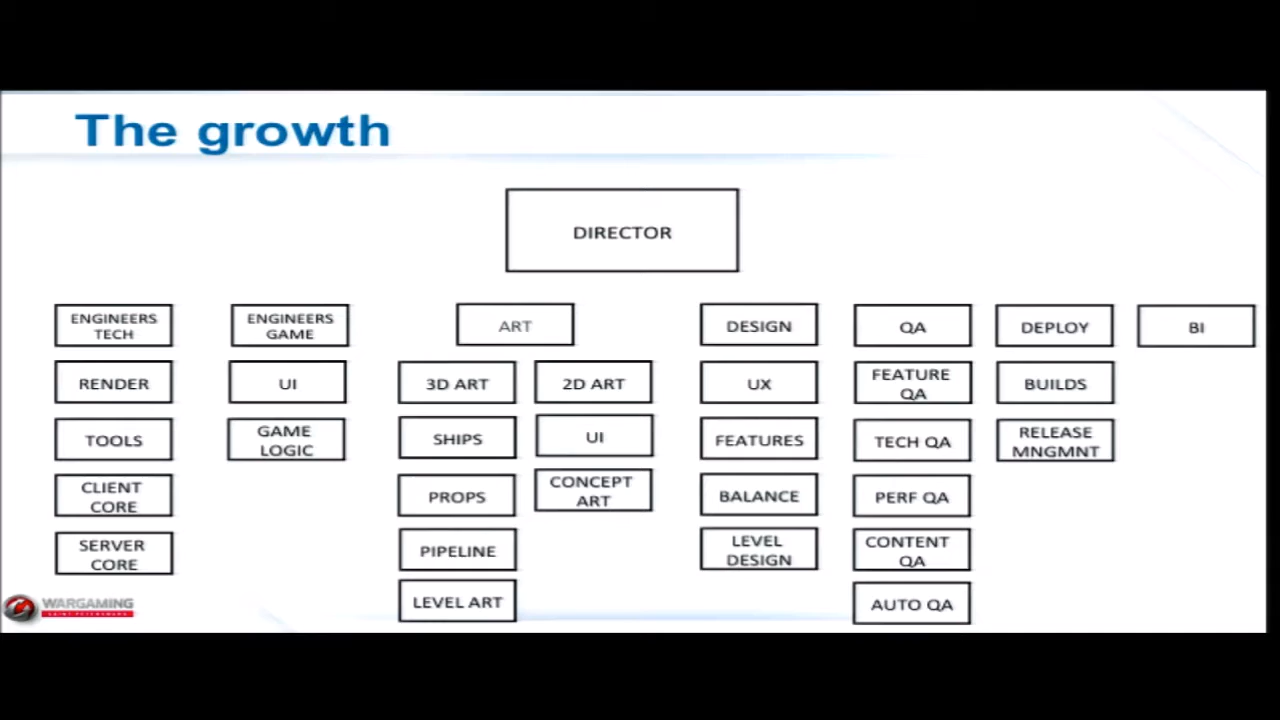 The growth
DIRECTOR
ENGINEERS
TECH
ENGINEERS
GAME
ART
DESIGN
QA
DEPLOY
BI
RENDER
UI
3D ART
2D ART
UX
FEATURE
QA
BUILDS
TOOLS
GAME
LOGIC
SHIPS
UI
FEATURES
TECH QA
RELEASE
MNGMNT
CLIENT
CORE
PROPS
CONCEPT
ART
BALANCE
PERF QA
SERVER
CORE
PIPELINE
LEVEL
DESIGN
CONTENT
QA
LEVEL ART
AUTO QA
WARGAMING
SAINT PETERSBURG